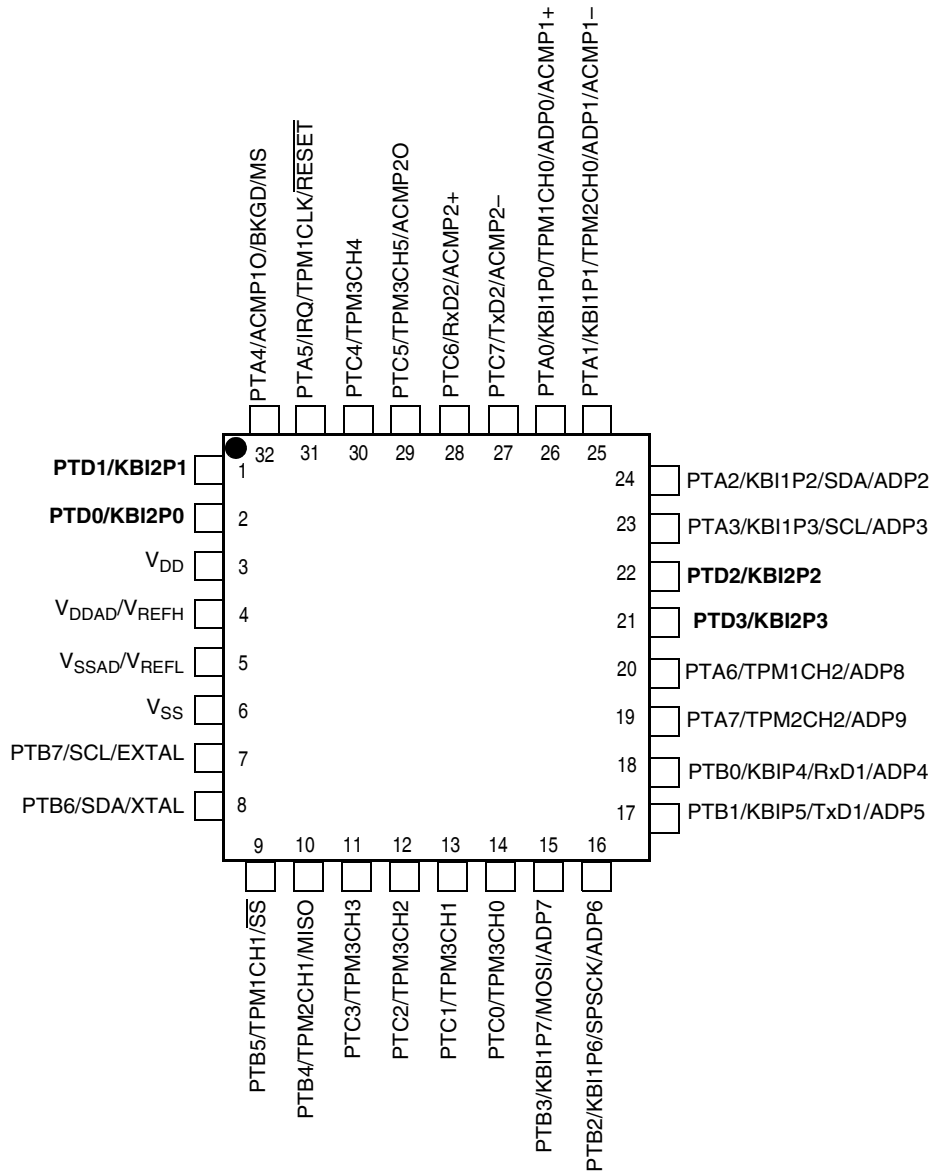 PTA4/ACMP1O/BKGD/MS
PTA5/IRQ/TPM1CLK/RESET
PTC4/TPM3CH4
PTC5/TPM3CH5/ACMP2O
PTC6/RxD2/ACMP2+
PTC7/TxD2/ACMP2–
PTA0/KBI1P0/TPM1CH0/ADP0/ACMP1+
PTA1/KBI1P1/TPM2CH0/ADP1/ACMP1–
32 31 30 29 28 27 26 25
PTD1/KBI2P1 1
PTD0/KBI2P0 2
VDD 3
VDDAD/VREFH 4
VSSAD/VREFL 5
VSS 6
PTB7/SCL/EXTAL 7
PTB6/SDA/XTAL 8
24 PTA2/KBI1P2/SDA/ADP2
23 PTA3/KBI1P3/SCL/ADP3
22 PTD2/KBI2P2
21 PTD3/KBI2P3
20 PTA6/TPM1CH2/ADP8
19 PTA7/TPM2CH2/ADP9
18 PTB0/KBIP4/RxD1/ADP4
17 PTB1/KBIP5/TxD1/ADP5
9 10 11 12 13 14 15 16
PTB5/TPM1CH1/SS
PTB4/TPM2CH1/MISO
PTC3/TPM3CH3
PTC2/TPM3CH2
PTC1/TPM3CH1
PTC0/TPM3CH0
PTB3/KBI1P7/MOSI/ADP7
PTB2/KBI1P6/SPSCK/ADP6